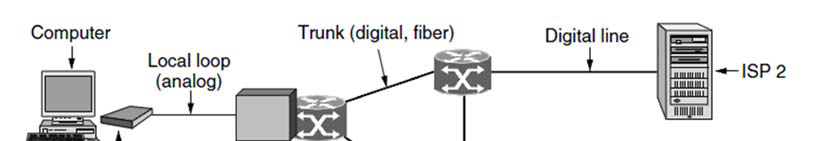 Computer
Local loop
(analog)
Trunk (digital, fiber)
Digital line
ISP 2